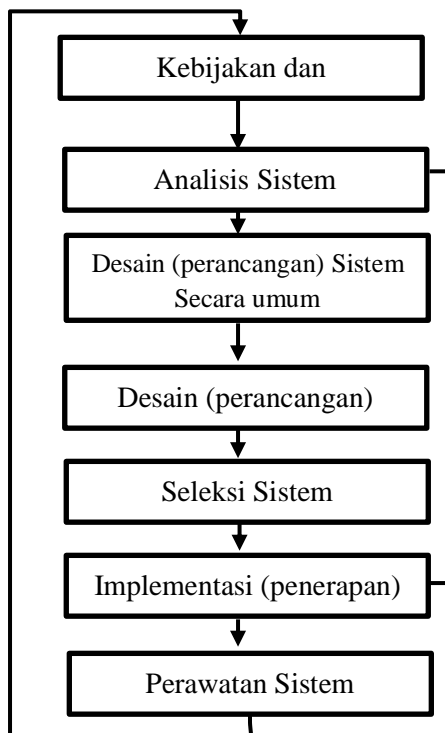 Kebijakan dan
Analisis Sistem
Desain (perancangan) Sistem
Secara umum
Desain (perancangan)
Seleksi Sistem
Implementasi (penerapan)
Perawatan Sistem